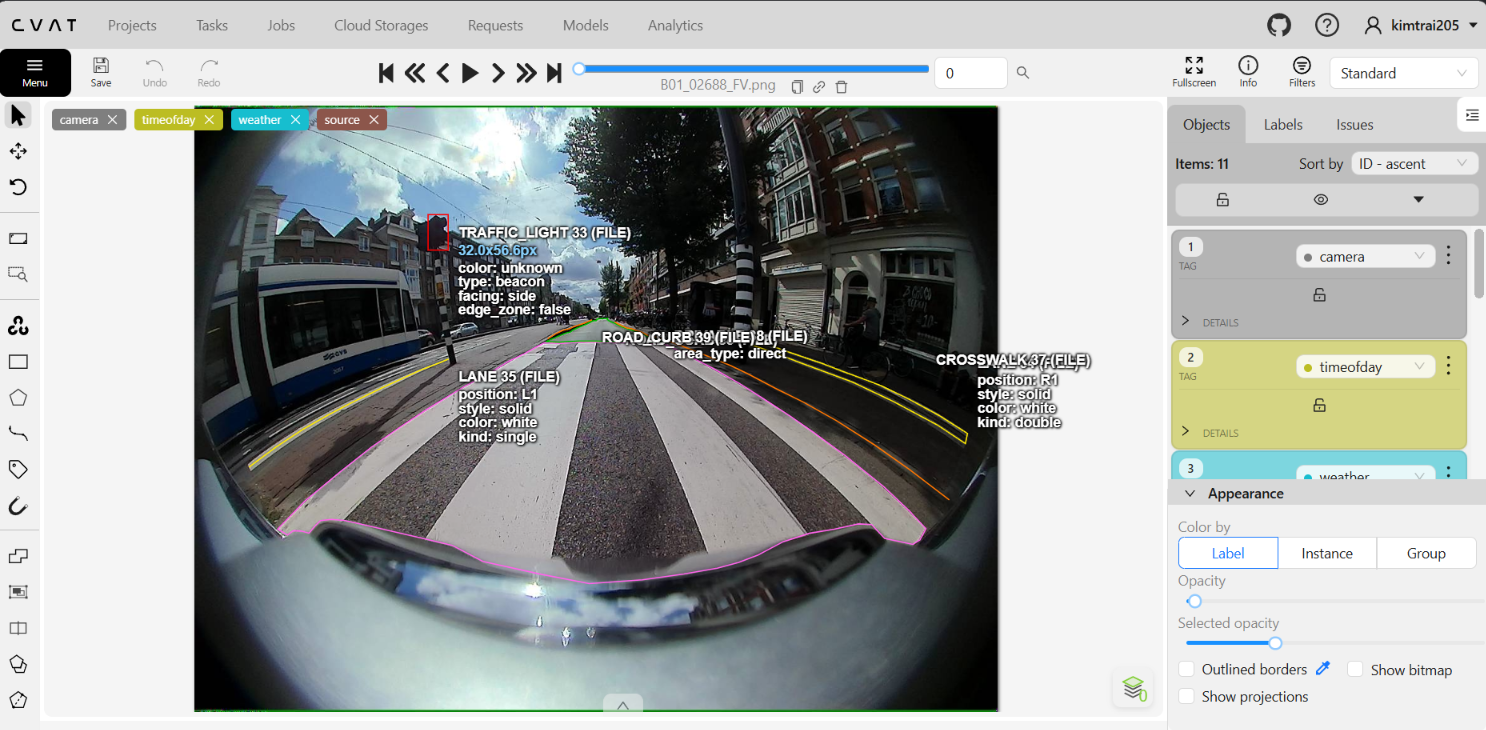 CVAT
Projects
Tasks
Jobs
Cloud Storages
Requests
Models
Analytics
kimtrai205
Menu
Save
Undo
Redo
B01_02688_FV.png
0
Fullscreen
Info
Filters
Standard
camera
timeofday
weather
source
TRAFFIC_LIGHT 33 (FILE)
32.0x56.6px
color: unknown
type: beacon
facing: side
edge_zone: false
ROAD_CURB 39 (FILE)
8 (FILE)
area_type: direct
LANE 35 (FILE)
position: L1
style: solid
color: white
kind: single
CROSSWALK 37 (FILE)
position: R1
style: solid
color: white
kind: double
GVB
0
Objects
Labels
Issues
Items: 11
Sort by
ID - ascent
1
TAG
camera
DETAILS
2
TAG
timeofday
DETAILS
3
weather
Appearance
Color by
Label
Instance
Group
Opacity
Selected opacity
Outlined borders
Show bitmap
Show projections